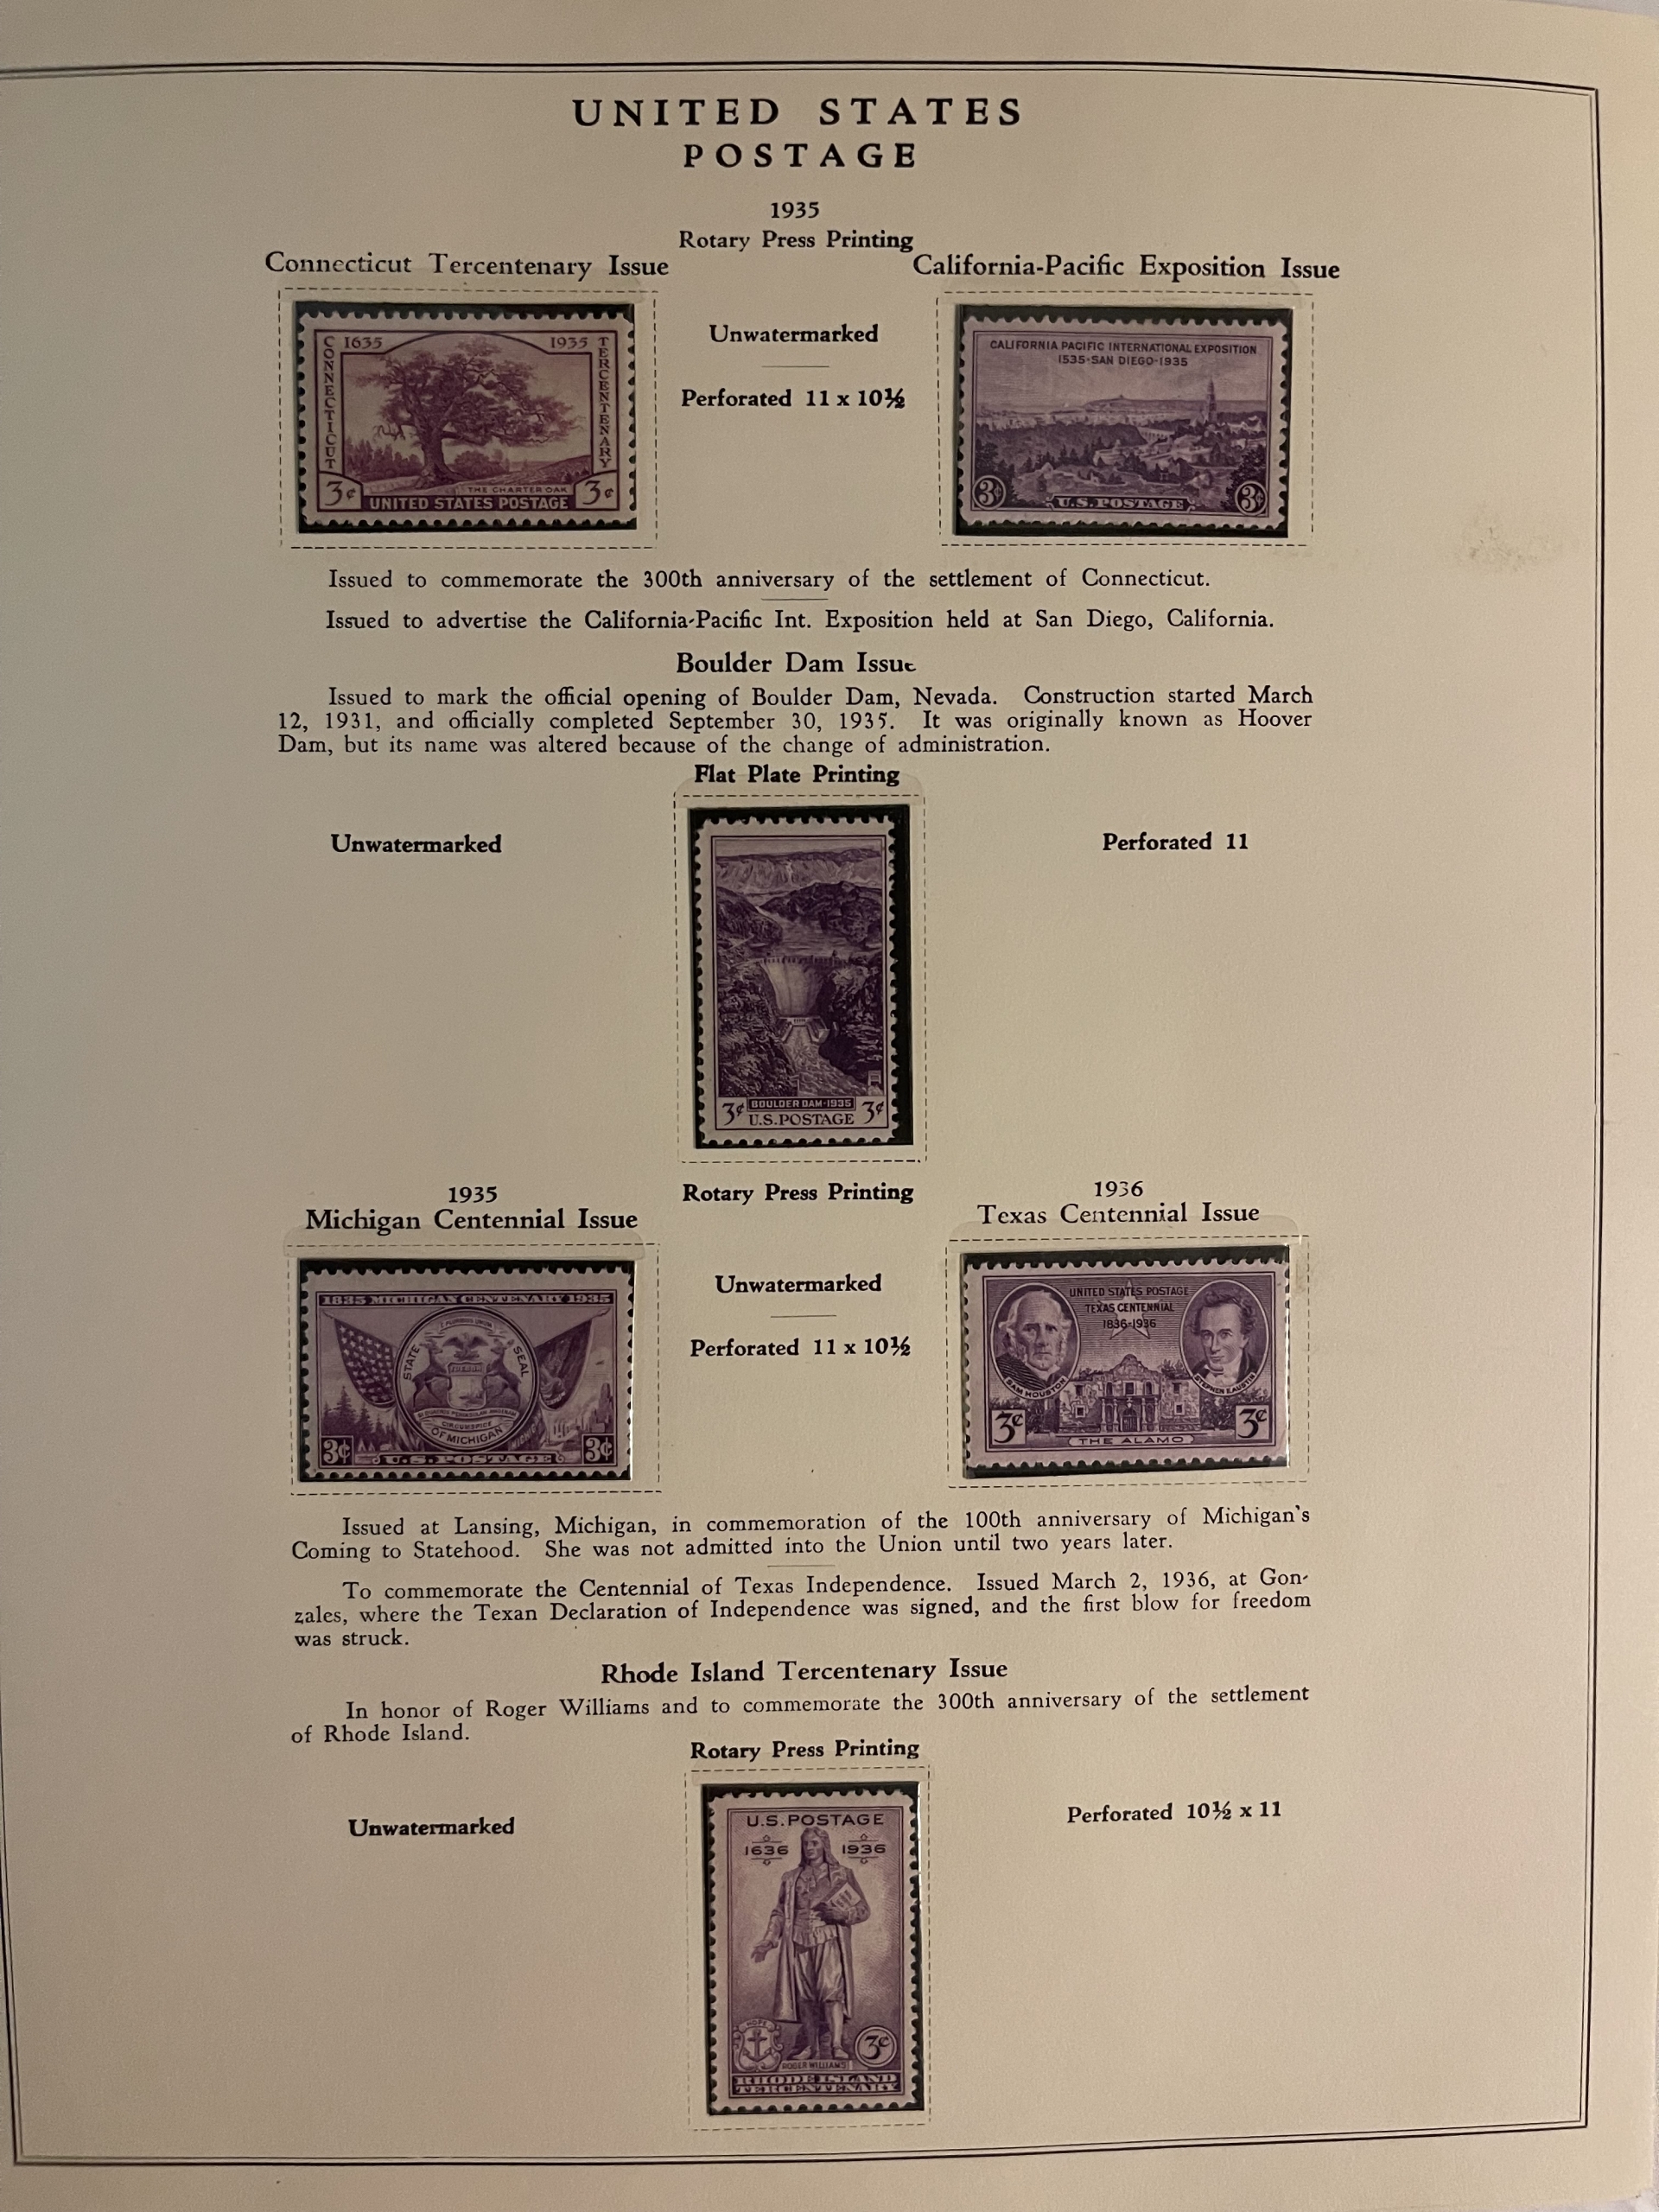 UNITED STATES
POSTAGE
1935
Rotary Press Printing
Connecticut Tercentenary Issue
California-Pacific Exposition Issue
CONNECTICUT
1635
1935
TERCENTENARY
3¢
THE CHARTER OAK
UNITED STATES POSTAGE
3¢
Unwatermarked
Perforated 11 x 10½
CALIFORNIA PACIFIC INTERNATIONAL EXPOSITION
1535·SAN DIEGO·1935
3¢
U.S. POSTAGE
3¢
Issued to commemorate the 300th anniversary of the settlement of Connecticut.
Issued to advertise the California-Pacific Int. Exposition held at San Diego, California.
Boulder Dam Issue
Issued to mark the official opening of Boulder Dam, Nevada. Construction started March
12, 1931, and officially completed September 30, 1935. It was originally known as Hoover
Dam, but its name was altered because of the change of administration.
Flat Plate Printing
Unwatermarked
Perforated 11
3¢
BOULDER DAM·1935
U.S. POSTAGE
3¢
1935
Michigan Centennial Issue
Rotary Press Printing
1936
Texas Centennial Issue
1835 MICHIGAN CENTENARY 1935
E PLURIBUS UNUM
STATE SEAL
CIRCUMSPICE
OF MICHIGAN
3¢
U.S. POSTAGE
3¢
Unwatermarked
Perforated 11 x 10½
UNITED STATES POSTAGE
TEXAS CENTENNIAL
1836·1936
SAM HOUSTON
STEPHEN F. AUSTIN
3¢
THE ALAMO
3¢
Issued at Lansing, Michigan, in commemoration of the 100th anniversary of Michigan's
Coming to Statehood. She was not admitted into the Union until two years later.
To commemorate the Centennial of Texas Independence. Issued March 2, 1936, at Gon-
zales, where the Texan Declaration of Independence was signed, and the first blow for freedom
was struck.
Rhode Island Tercentenary Issue
In honor of Roger Williams and to commemorate the 300th anniversary of the settlement
of Rhode Island.
Rotary Press Printing
Unwatermarked
Perforated 10½ x 11
U.S. POSTAGE
1636
1936
HOPE
3¢
ROGER WILLIAMS
RHODE ISLAND
TERCENTENARY